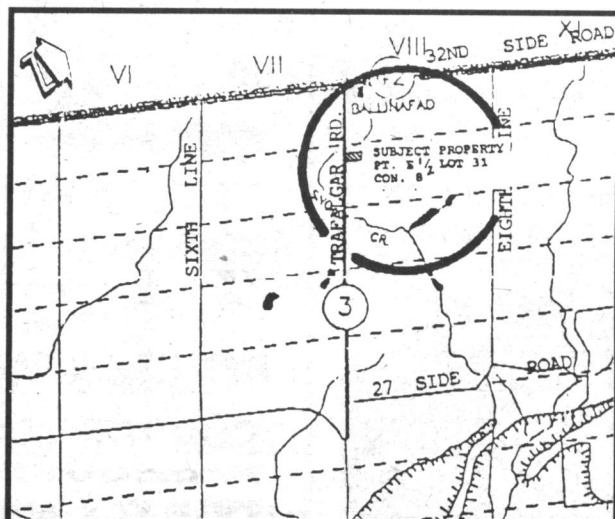 VI
VII
VIII
32ND SIDE ROAD
BALLINAFAD
SIXTH LINE
TRAFALGAR RD.
EIGHTH LINE
SUBJECT PROPERTY
PT. E 1/2 LOT 31
CON. 8
CR.
3
27 SIDE ROAD